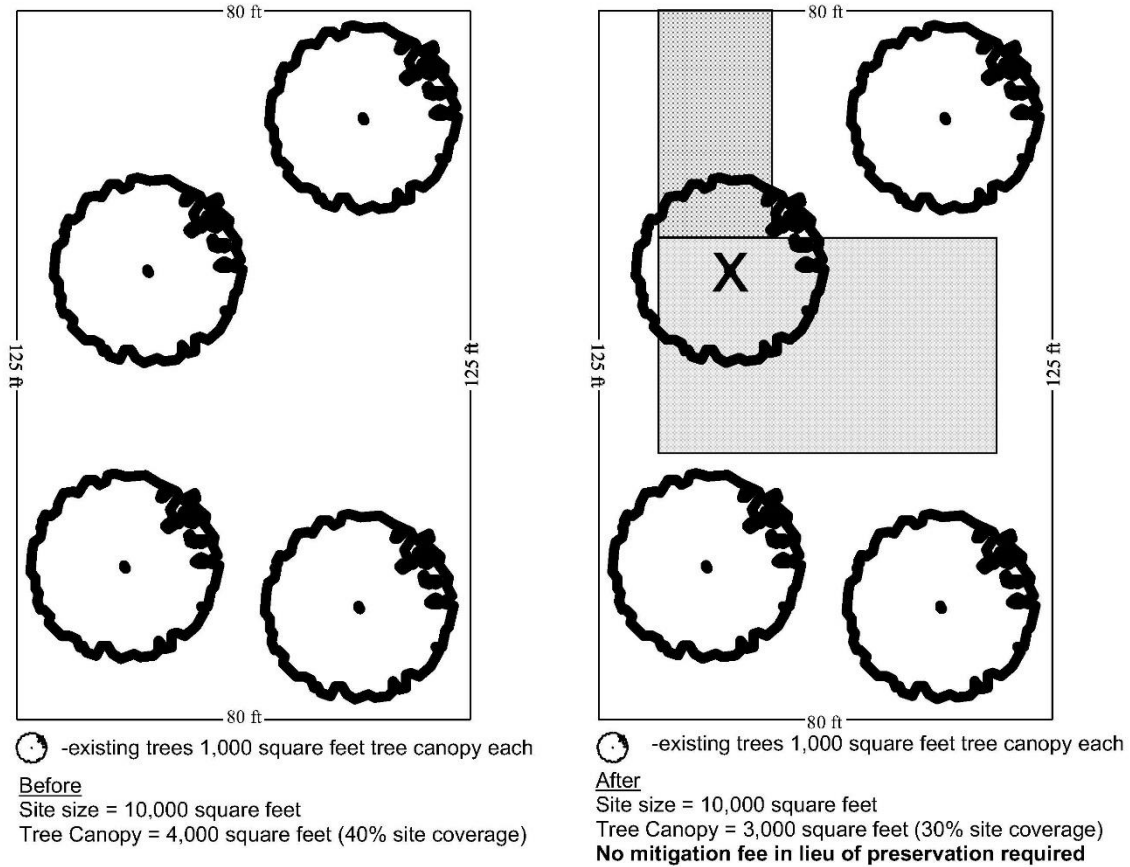 80 ft
125 ft
125 ft
80 ft
-existing trees 1,000 square feet tree canopy each
Before
Site size = 10,000 square feet
Tree Canopy = 4,000 square feet (40% site coverage)
80 ft
X
125 ft
125 ft
80 ft
-existing trees 1,000 square feet tree canopy each
After
Site size = 10,000 square feet
Tree Canopy = 3,000 square feet (30% site coverage)
No mitigation fee in lieu of preservation required